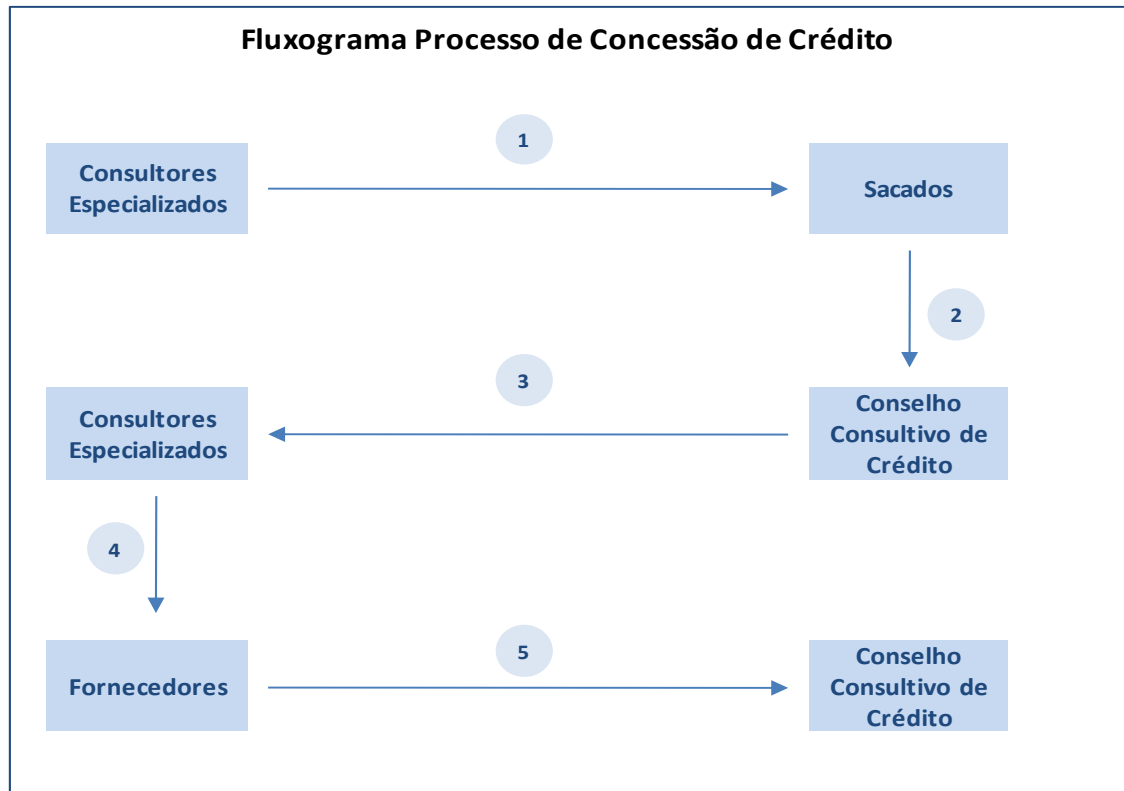 Fluxograma Processo de Concessão de Crédito
1
Consultores
Especializados
Sacados
2
3
Consultores
Especializados
Conselho
Consultivo de
Crédito
4
5
Fornecedores
Conselho
Consultivo de
Crédito